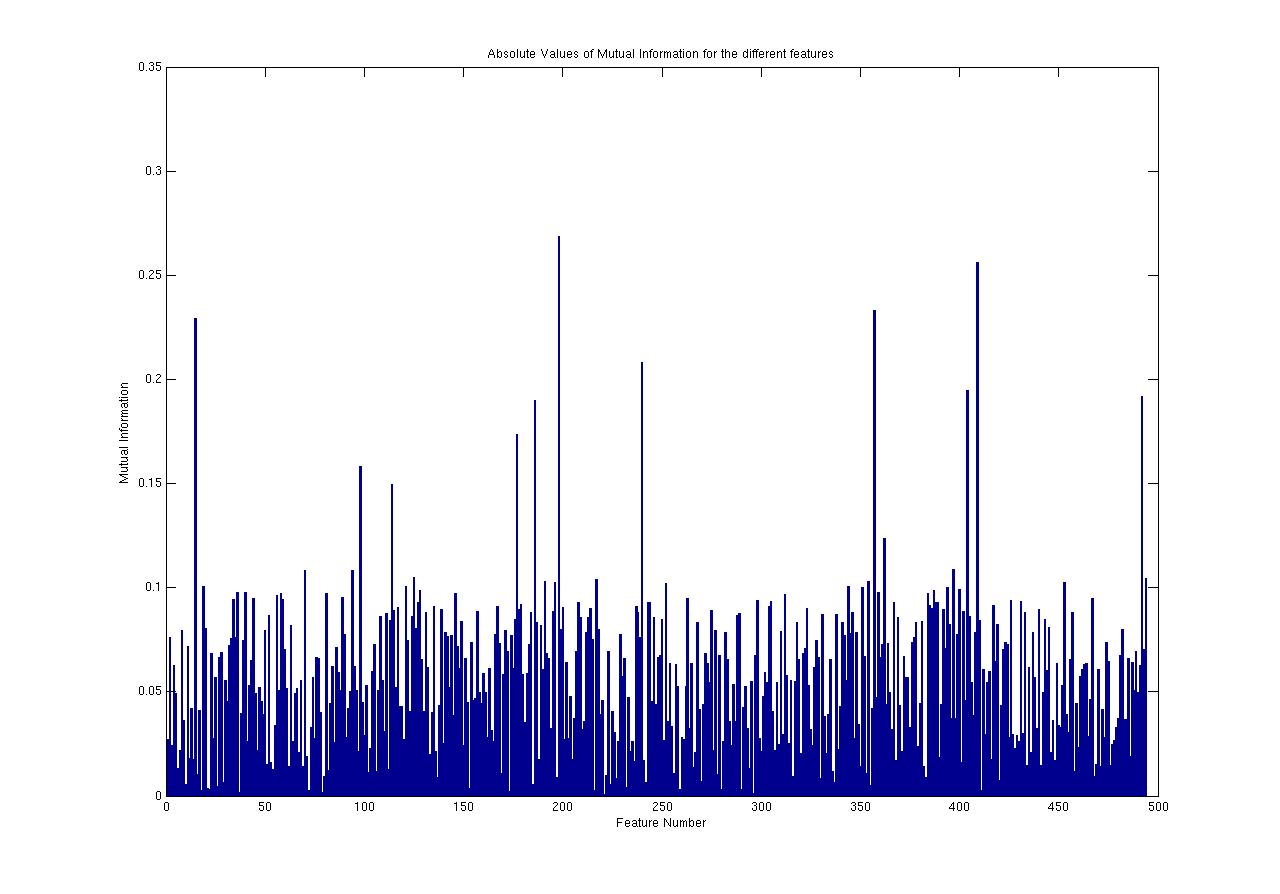 Absolute Values of Mutual Information for the different features
0.35
0.3
0.25
0.2
0.15
0.1
0.05
0
Mutual Information
0 50 100 150 200 250 300 350 400 450 500
Feature Number